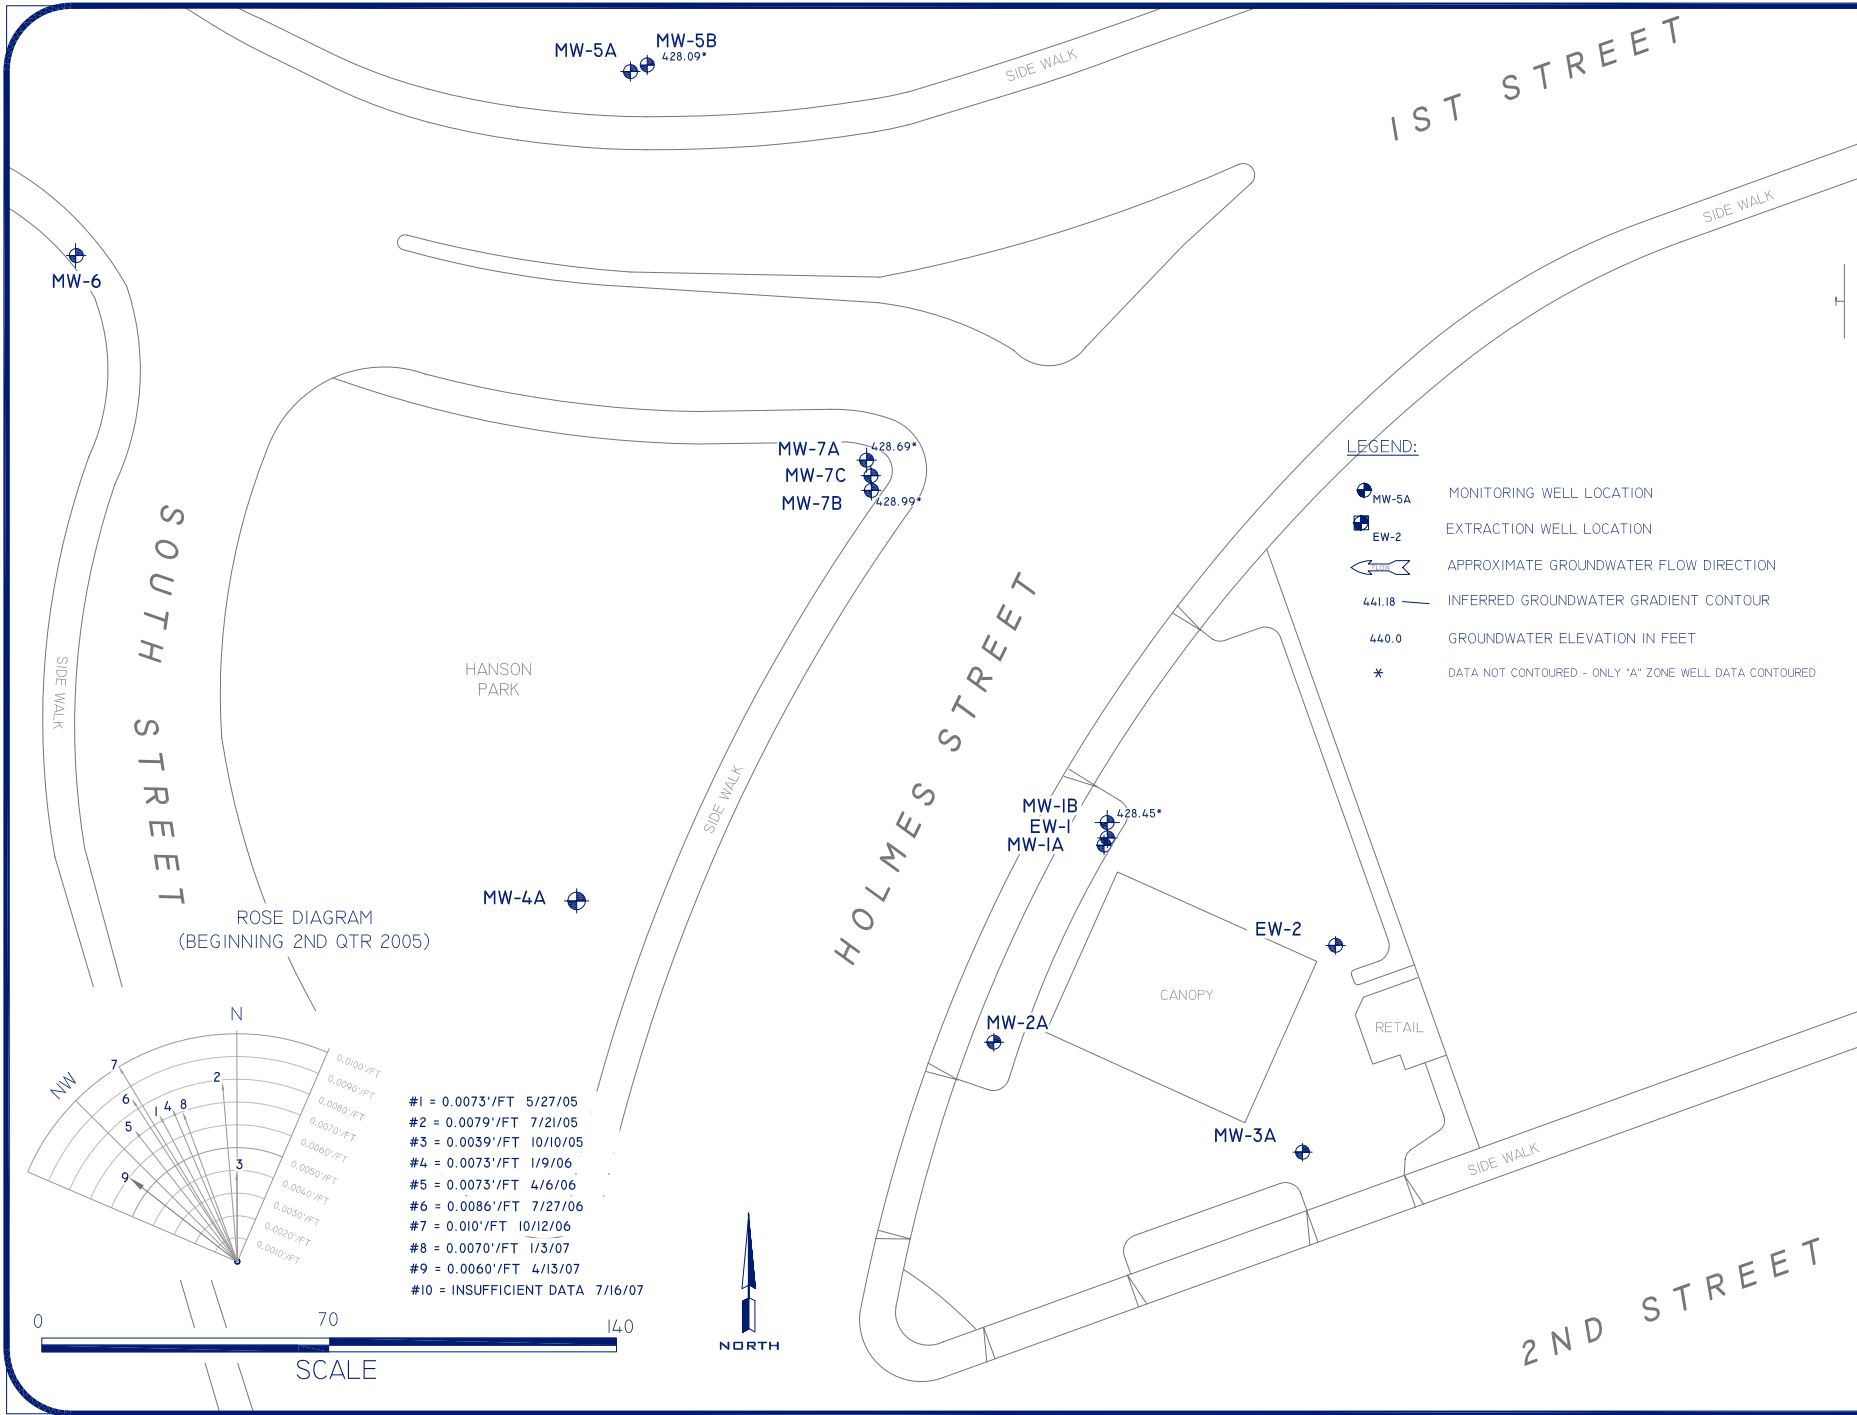 MW-5A
MW-5B
428.09*
SIDE WALK
1ST STREET
SIDE WALK
MW-6
MW-7A
428.69*
MW-7C
MW-7B
428.99*
LEGEND:
MW-5A MONITORING WELL LOCATION
EW-2 EXTRACTION WELL LOCATION
FLOW APPROXIMATE GROUNDWATER FLOW DIRECTION
441.18 INFERRED GROUNDWATER GRADIENT CONTOUR
440.0 GROUNDWATER ELEVATION IN FEET
* DATA NOT CONTOURED - ONLY "A" ZONE WELL DATA CONTOURED
SOUTH STREET
SIDE WALK
HANSON
PARK
HOLMES STREET
SIDE WALK
MW-1B
428.45*
EW-1
MW-1A
MW-4A
EW-2
CANOPY
RETAIL
MW-2A
MW-3A
SIDE WALK
2ND STREET
ROSE DIAGRAM
(BEGINNING 2ND QTR 2005)
N
NW
7
2
6
1
4
8
5
3
9
0.0100'/FT
0.0090'/FT
0.0080'/FT
0.0070'/FT
0.0060'/FT
0.0050'/FT
0.0040'/FT
0.0030'/FT
0.0020'/FT
0.0010'/FT
#1 = 0.0073'/FT 5/27/05
#2 = 0.0079'/FT 7/21/05
#3 = 0.0039'/FT 10/10/05
#4 = 0.0073'/FT 1/9/06
#5 = 0.0073'/FT 4/6/06
#6 = 0.0086'/FT 7/27/06
#7 = 0.010'/FT 10/12/06
#8 = 0.0070'/FT 1/3/07
#9 = 0.0060'/FT 4/13/07
#10 = INSUFFICIENT DATA 7/16/07
0 70 140
SCALE
NORTH